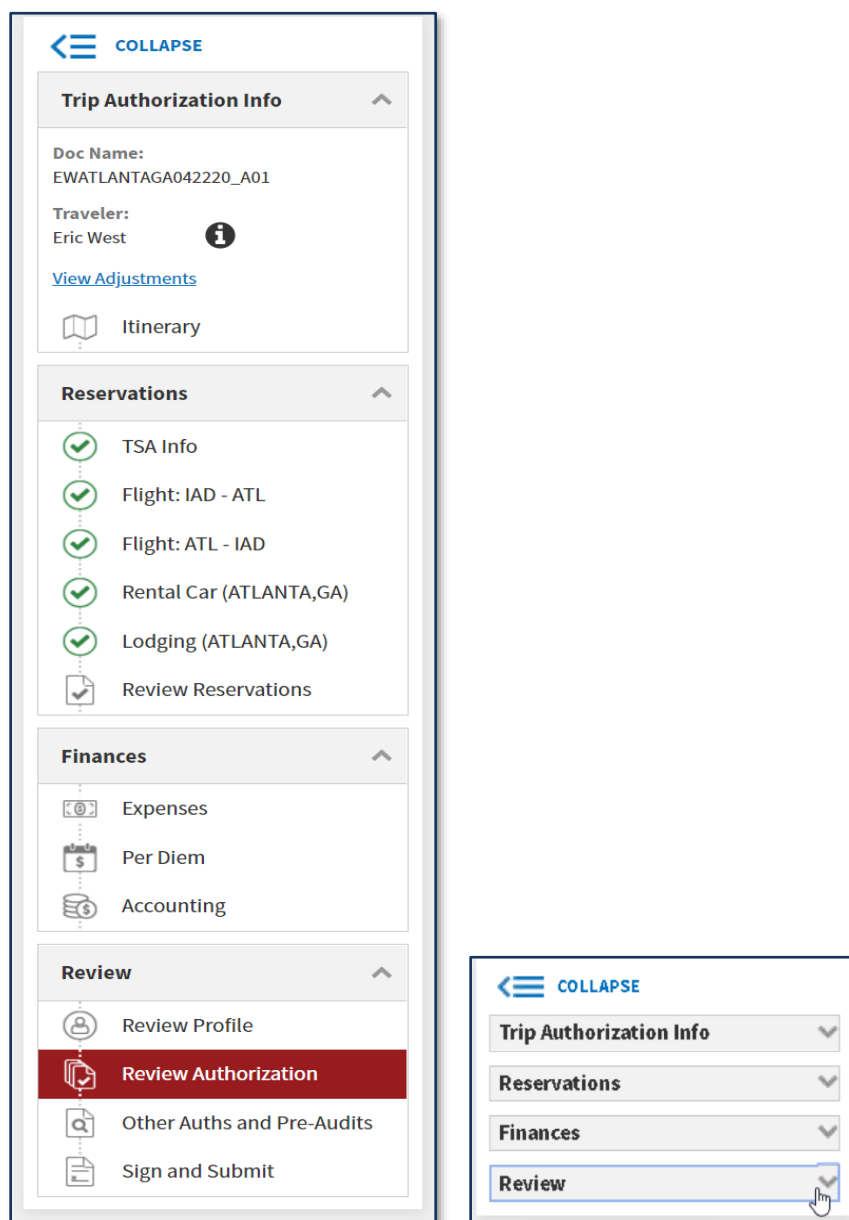 COLLAPSE
Trip Authorization Info
Doc Name:
EWATLANTAGA042220_A01
Traveler:
Eric West
View Adjustments
Itinerary
Reservations
TSA Info
Flight: IAD - ATL
Flight: ATL - IAD
Rental Car (ATLANTA,GA)
Lodging (ATLANTA,GA)
Review Reservations
Finances
Expenses
Per Diem
Accounting
Review
Review Profile
Review Authorization
Other Auths and Pre-Audits
Sign and Submit
COLLAPSE
Trip Authorization Info
Reservations
Finances
Review